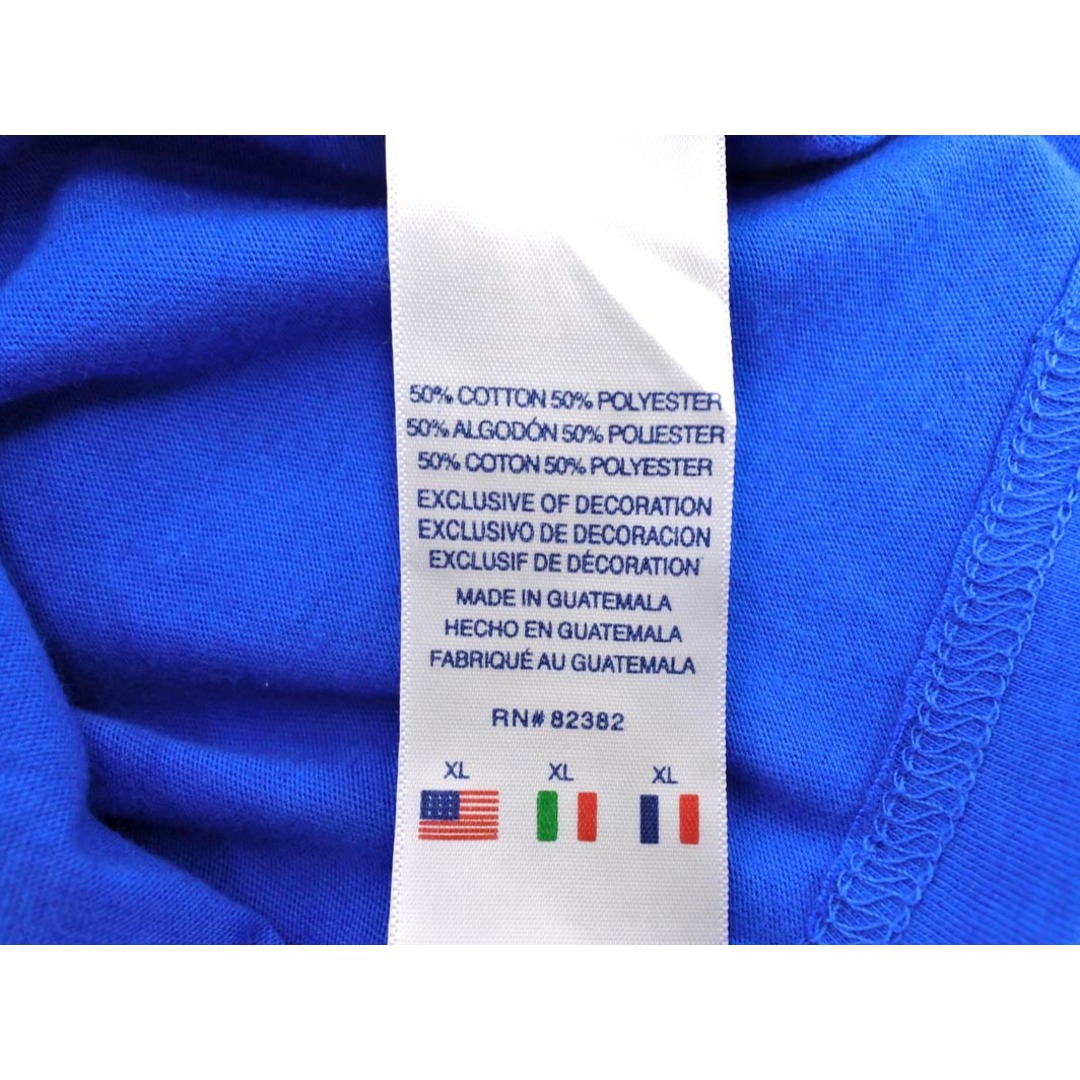 50% COTTON 50% POLYESTER
50% ALGODÓN 50% POLIESTER
50% COTON 50% POLYESTER
EXCLUSIVE OF DECORATION
EXCLUSIVO DE DECORACION
EXCLUSIF DE DÉCORATION
MADE IN GUATEMALA
HECHO EN GUATEMALA
FABRIQUÉ AU GUATEMALA
RN# 82382
XL XL XL